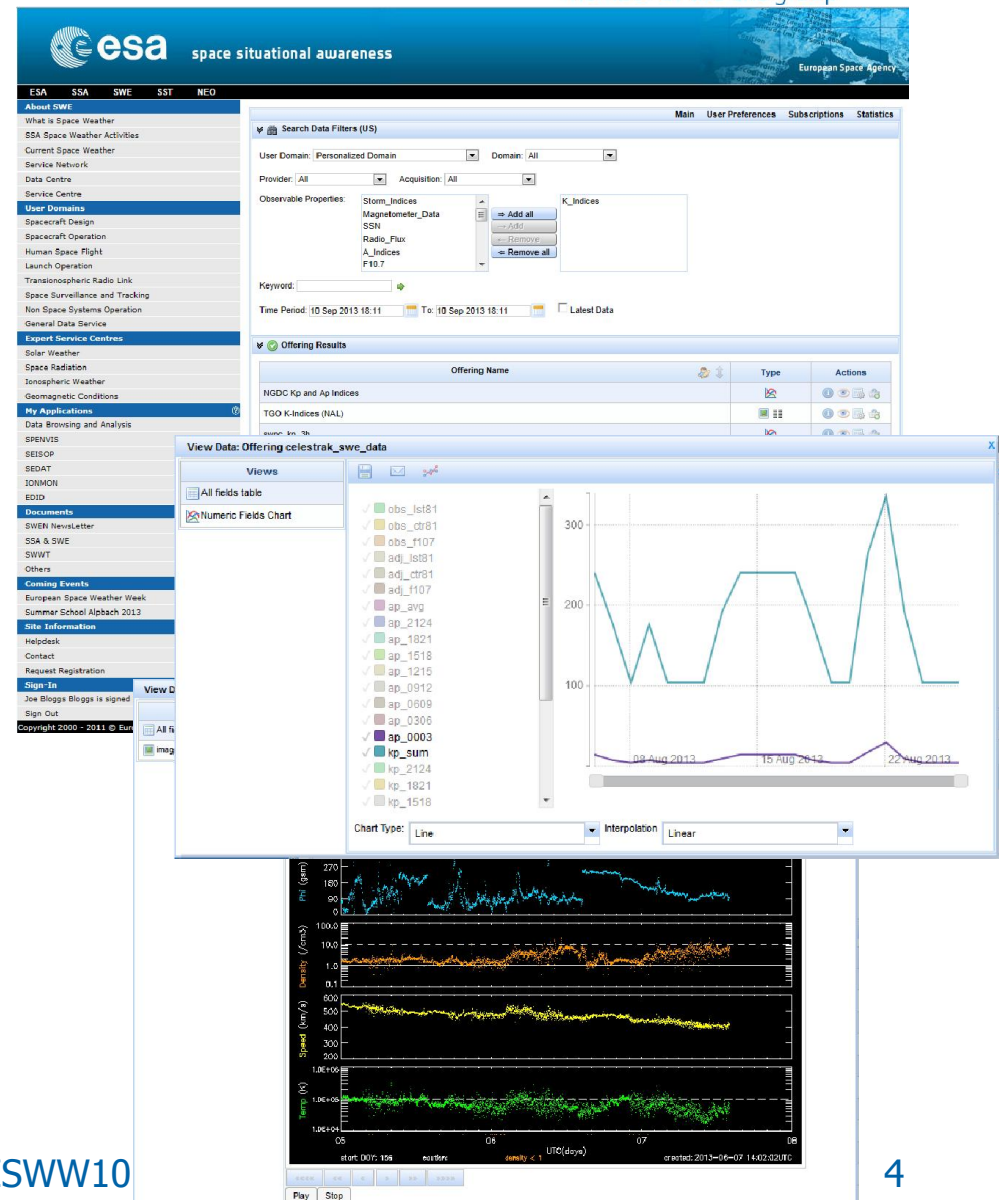 esa space situational awareness
European Space Agency
ESA SSA SWE SST NEO
About SWE
What is Space Weather
SSA Space Weather Activities
Current Space Weather
Service Network
Data Centre
Service Centre
User Domains
Spacecraft Design
Spacecraft Operation
Human Space Flight
Launch Operation
Transionospheric Radio Link
Space Surveillance and Tracking
Non Space Systems Operation
General Data Service
Expert Service Centres
Solar Weather
Space Radiation
Ionospheric Weather
Geomagnetic Conditions
My Applications
Data Browsing and Analysis
SPENVIS
SEISOP
SEDAT
IONMON
EDID
Documents
SWEN NewsLetter
SSA & SWE
SWWT
Others
Coming Events
European Space Weather Week
Summer School Alpbach 2013
Site Information
Helpdesk
Contact
Request Registration
Sign-In
Joe Bloggs Bloggs is signed
Sign Out
Copyright 2000 - 2011 ©
Main User Preferences Subscriptions Statistics
Search Data Filters (US)
User Domain: Personalized Domain Domain: All
Provider: All Acquisition: All
Observable Properties:
Storm_Indices
Magnetometer_Data
SSN
Radio_Flux
A_Indices
F10.7
⇒ Add all
→ Add
← Remove
⇐ Remove all
K_Indices
Keyword:
Time Period: 10 Sep 2013 18:11 To: 10 Sep 2013 18:11 Latest Data
Offering Results
Offering Name Type Actions
NGDC Kp and Ap Indices
TGO K-Indices (NAL)
swpc_kp_3h
View Data: Offering celestrak_swe_data X
Views
All fields table
Numeric Fields Chart
obs_lst81
obs_ctr81
obs_f107
adj_lst81
adj_ctr81
adj_f107
ap_avg
ap_2124
ap_1821
ap_1518
ap_1215
ap_0912
ap_0609
ap_0306
ap_0003
kp_sum
kp_2124
kp_1821
kp_1518
300
200
100
08 Aug 2013 15 Aug 2013 22 Aug 2013
Chart Type: Line Interpolation Linear
View D
All fi
imag
Phi (gsm)
270
180
90
0
Density (/cm3)
100.0
10.0
1.0
0.1
Speed (km/s)
600
500
400
300
200
Temp (K)
1.0E+06
1.0E+05
1.0E+04
05 06 07 08
UTC(days)
start DOY: 156 density < 1 created: 2013-06-07 14:02:02UTC
Play Stop
SWW10 4